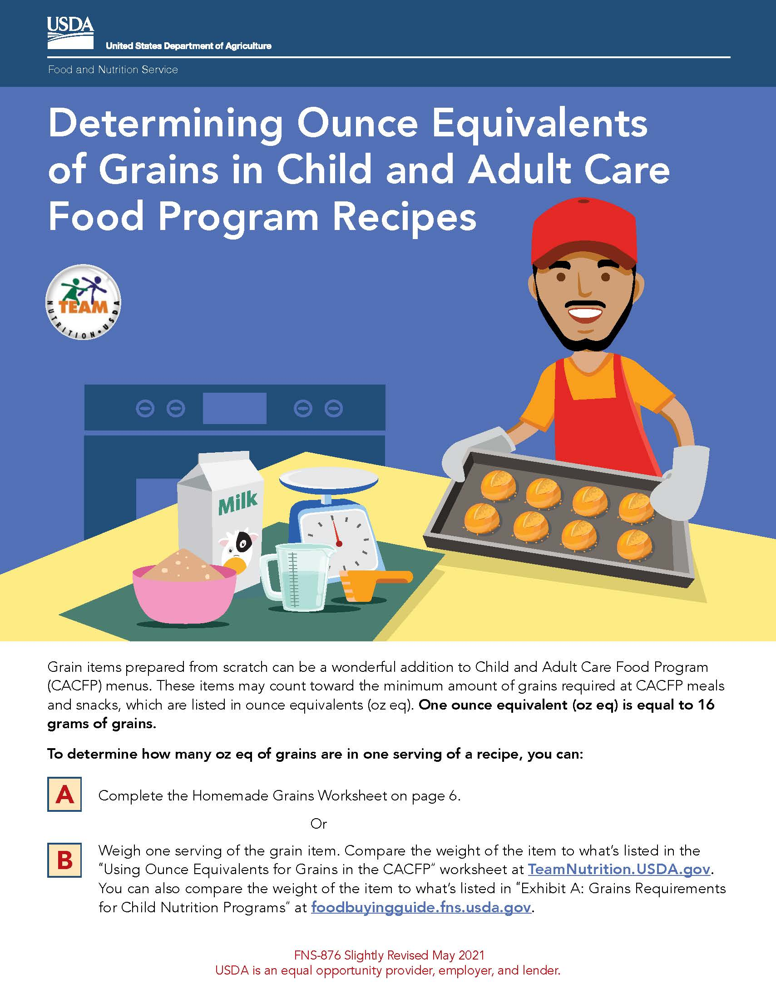 USDA
United States Department of Agriculture
Food and Nutrition Service
Determining Ounce Equivalents
of Grains in Child and Adult Care
Food Program Recipes
TEAM
NUTRITION • USDA
Milk
Grain items prepared from scratch can be a wonderful addition to Child and Adult Care Food Program
(CACFP) menus. These items may count toward the minimum amount of grains required at CACFP meals
and snacks, which are listed in ounce equivalents (oz eq). One ounce equivalent (oz eq) is equal to 16
grams of grains.
To determine how many oz eq of grains are in one serving of a recipe, you can:
A
Complete the Homemade Grains Worksheet on page 6.
Or
B
Weigh one serving of the grain item. Compare the weight of the item to what's listed in the
"Using Ounce Equivalents for Grains in the CACFP" worksheet at TeamNutrition.USDA.gov.
You can also compare the weight of the item to what's listed in "Exhibit A: Grains Requirements
for Child Nutrition Programs" at foodbuyingguide.fns.usda.gov.
FNS-876 Slightly Revised May 2021
USDA is an equal opportunity provider, employer, and lender.